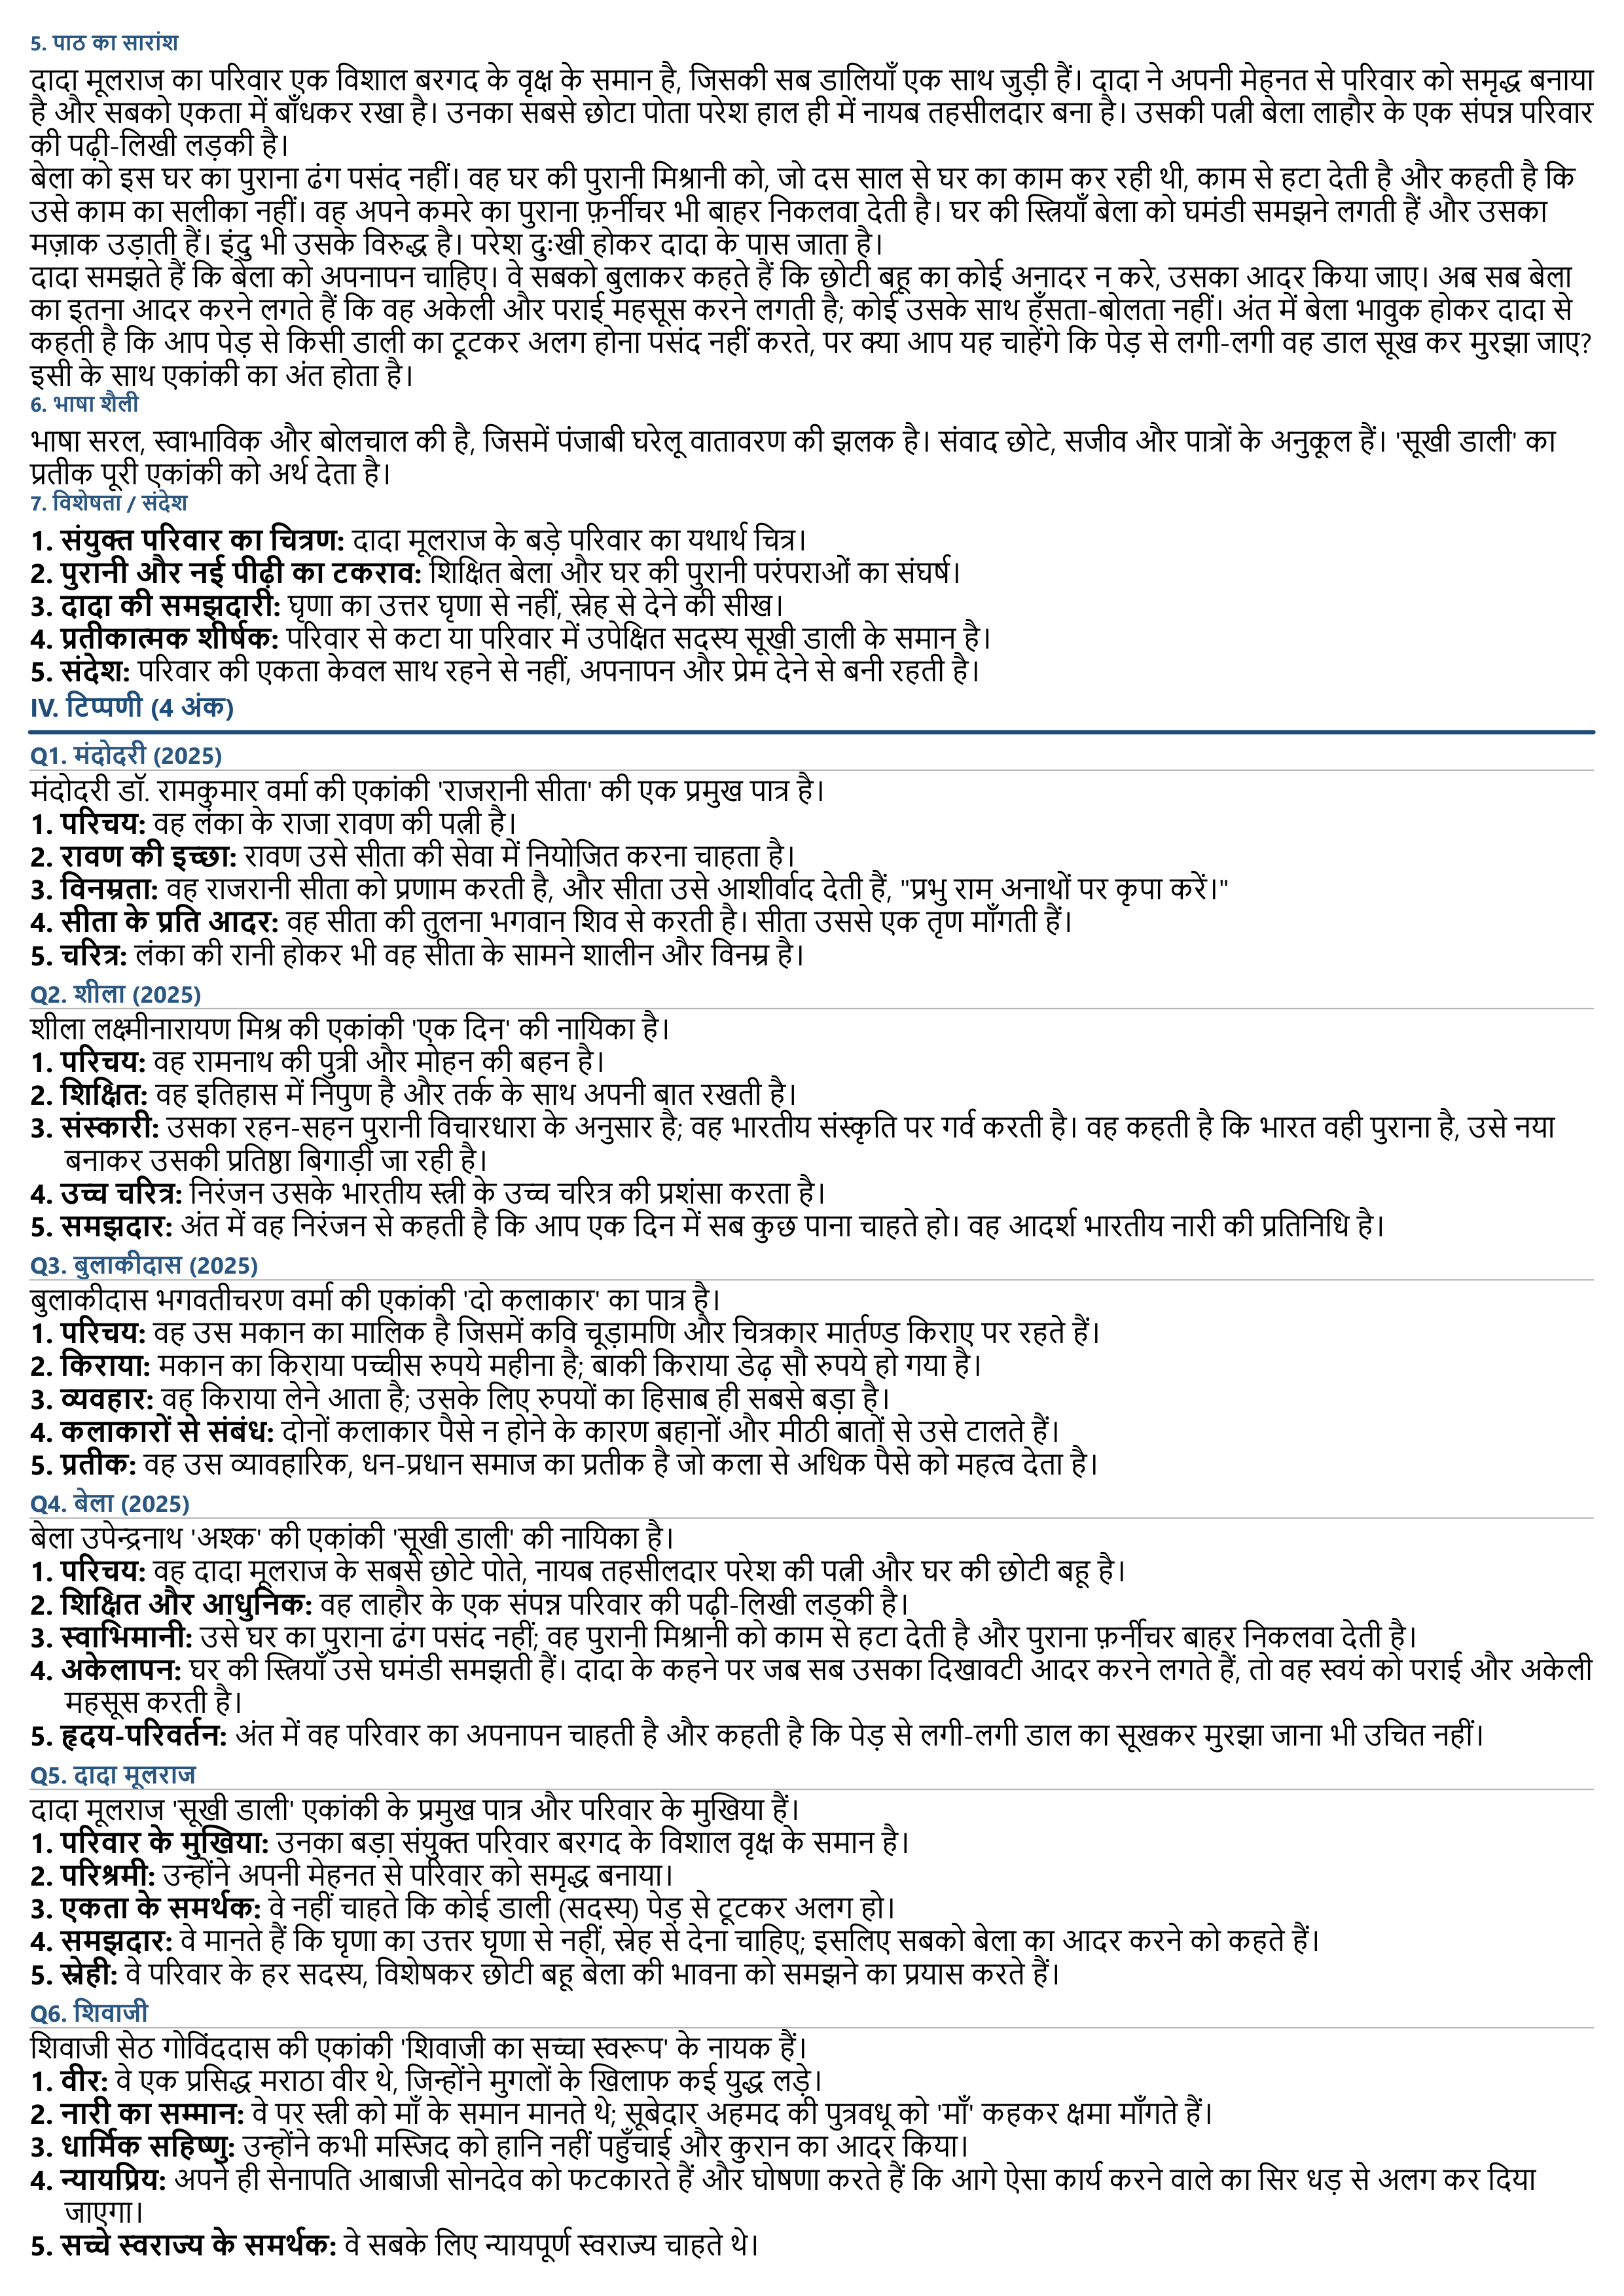 5. पाठ का सारांश
दादा मूलराज का परिवार एक विशाल बरगद के वृक्ष के समान है, जिसकी सब डालियाँ एक साथ जुड़ी हैं। दादा ने अपनी मेहनत से परिवार को समृद्ध बनाया
है और सबको एकता में बाँधकर रखा है। उनका सबसे छोटा पोता परेश हाल ही में नायब तहसीलदार बना है। उसकी पत्नी बेला लाहौर के एक संपन्न परिवार
की पढ़ी-लिखी लड़की है।
बेला को इस घर का पुराना ढंग पसंद नहीं। वह घर की पुरानी मिश्रानी को, जो दस साल से घर का काम कर रही थी, काम से हटा देती है और कहती है कि
उसे काम का सलीका नहीं। वह अपने कमरे का पुराना फ़र्नीचर भी बाहर निकलवा देती है। घर की स्त्रियाँ बेला को घमंडी समझने लगती हैं और उसका
मज़ाक उड़ाती हैं। इंदु भी उसके विरुद्ध है। परेश दुःखी होकर दादा के पास जाता है।
दादा समझते हैं कि बेला को अपनापन चाहिए। वे सबको बुलाकर कहते हैं कि छोटी बहू का कोई अनादर न करे, उसका आदर किया जाए। अब सब बेला
का इतना आदर करने लगते हैं कि वह अकेली और पराई महसूस करने लगती है; कोई उसके साथ हँसता-बोलता नहीं। अंत में बेला भावुक होकर दादा से
कहती है कि आप पेड़ से किसी डाली का टूटकर अलग होना पसंद नहीं करते, पर क्या आप यह चाहेंगे कि पेड़ से लगी-लगी वह डाल सूख कर मुरझा जाए?
इसी के साथ एकांकी का अंत होता है।
6. भाषा शैली
भाषा सरल, स्वाभाविक और बोलचाल की है, जिसमें पंजाबी घरेलू वातावरण की झलक है। संवाद छोटे, सजीव और पात्रों के अनुकूल हैं। 'सूखी डाली' का
प्रतीक पूरी एकांकी को अर्थ देता है।
7. विशेषता / संदेश
1. संयुक्त परिवार का चित्रण: दादा मूलराज के बड़े परिवार का यथार्थ चित्र।
2. पुरानी और नई पीढ़ी का टकराव: शिक्षित बेला और घर की पुरानी परंपराओं का संघर्ष।
3. दादा की समझदारी: घृणा का उत्तर घृणा से नहीं, स्नेह से देने की सीख।
4. प्रतीकात्मक शीर्षक: परिवार से कटा या परिवार में उपेक्षित सदस्य सूखी डाली के समान है।
5. संदेश: परिवार की एकता केवल साथ रहने से नहीं, अपनापन और प्रेम देने से बनी रहती है।
IV. टिप्पणी (4 अंक)
Q1. मंदोदरी (2025)
मंदोदरी डॉ. रामकुमार वर्मा की एकांकी 'राजरानी सीता' की एक प्रमुख पात्र है।
1. परिचय: वह लंका के राजा रावण की पत्नी है।
2. रावण की इच्छा: रावण उसे सीता की सेवा में नियोजित करना चाहता है।
3. विनम्रता: वह राजरानी सीता को प्रणाम करती है, और सीता उसे आशीर्वाद देती हैं, "प्रभु राम अनाथों पर कृपा करें।"
4. सीता के प्रति आदर: वह सीता की तुलना भगवान शिव से करती है। सीता उससे एक तृण माँगती हैं।
5. चरित्र: लंका की रानी होकर भी वह सीता के सामने शालीन और विनम्र है।
Q2. शीला (2025)
शीला लक्ष्मीनारायण मिश्र की एकांकी 'एक दिन' की नायिका है।
1. परिचय: वह रामनाथ की पुत्री और मोहन की बहन है।
2. शिक्षित: वह इतिहास में निपुण है और तर्क के साथ अपनी बात रखती है।
3. संस्कारी: उसका रहन-सहन पुरानी विचारधारा के अनुसार है; वह भारतीय संस्कृति पर गर्व करती है। वह कहती है कि भारत वही पुराना है, उसे नया
बनाकर उसकी प्रतिष्ठा बिगाड़ी जा रही है।
4. उच्च चरित्र: निरंजन उसके भारतीय स्त्री के उच्च चरित्र की प्रशंसा करता है।
5. समझदार: अंत में वह निरंजन से कहती है कि आप एक दिन में सब कुछ पाना चाहते हो। वह आदर्श भारतीय नारी की प्रतिनिधि है।
Q3. बुलाकीदास (2025)
बुलाकीदास भगवतीचरण वर्मा की एकांकी 'दो कलाकार' का पात्र है।
1. परिचय: वह उस मकान का मालिक है जिसमें कवि चूड़ामणि और चित्रकार मार्तण्ड किराए पर रहते हैं।
2. किराया: मकान का किराया पच्चीस रुपये महीना है; बाकी किराया डेढ़ सौ रुपये हो गया है।
3. व्यवहार: वह किराया लेने आता है; उसके लिए रुपयों का हिसाब ही सबसे बड़ा है।
4. कलाकारों से संबंध: दोनों कलाकार पैसे न होने के कारण बहानों और मीठी बातों से उसे टालते हैं।
5. प्रतीक: वह उस व्यावहारिक, धन-प्रधान समाज का प्रतीक है जो कला से अधिक पैसे को महत्व देता है।
Q4. बेला (2025)
बेला उपेन्द्रनाथ 'अश्क' की एकांकी 'सूखी डाली' की नायिका है।
1. परिचय: वह दादा मूलराज के सबसे छोटे पोते, नायब तहसीलदार परेश की पत्नी और घर की छोटी बहू है।
2. शिक्षित और आधुनिक: वह लाहौर के एक संपन्न परिवार की पढ़ी-लिखी लड़की है।
3. स्वाभिमानी: उसे घर का पुराना ढंग पसंद नहीं; वह पुरानी मिश्रानी को काम से हटा देती है और पुराना फ़र्नीचर बाहर निकलवा देती है।
4. अकेलापन: घर की स्त्रियाँ उसे घमंडी समझती हैं। दादा के कहने पर जब सब उसका दिखावटी आदर करने लगते हैं, तो वह स्वयं को पराई और अकेली
महसूस करती है।
5. हृदय-परिवर्तन: अंत में वह परिवार का अपनापन चाहती है और कहती है कि पेड़ से लगी-लगी डाल का सूखकर मुरझा जाना भी उचित नहीं।
Q5. दादा मूलराज
दादा मूलराज 'सूखी डाली' एकांकी के प्रमुख पात्र और परिवार के मुखिया हैं।
1. परिवार के मुखिया: उनका बड़ा संयुक्त परिवार बरगद के विशाल वृक्ष के समान है।
2. परिश्रमी: उन्होंने अपनी मेहनत से परिवार को समृद्ध बनाया।
3. एकता के समर्थक: वे नहीं चाहते कि कोई डाली (सदस्य) पेड़ से टूटकर अलग हो।
4. समझदार: वे मानते हैं कि घृणा का उत्तर घृणा से नहीं, स्नेह से देना चाहिए; इसलिए सबको बेला का आदर करने को कहते हैं।
5. स्नेही: वे परिवार के हर सदस्य, विशेषकर छोटी बहू बेला की भावना को समझने का प्रयास करते हैं।
Q6. शिवाजी
शिवाजी सेठ गोविंददास की एकांकी 'शिवाजी का सच्चा स्वरूप' के नायक हैं।
1. वीर: वे एक प्रसिद्ध मराठा वीर थे, जिन्होंने मुगलों के खिलाफ कई युद्ध लड़े।
2. नारी का सम्मान: वे पर स्त्री को माँ के समान मानते थे; सूबेदार अहमद की पुत्रवधू को 'माँ' कहकर क्षमा माँगते हैं।
3. धार्मिक सहिष्णु: उन्होंने कभी मस्जिद को हानि नहीं पहुँचाई और कुरान का आदर किया।
4. न्यायप्रिय: अपने ही सेनापति आबाजी सोनदेव को फटकारते हैं और घोषणा करते हैं कि आगे ऐसा कार्य करने वाले का सिर धड़ से अलग कर दिया
जाएगा।
5. सच्चे स्वराज्य के समर्थक: वे सबके लिए न्यायपूर्ण स्वराज्य चाहते थे।